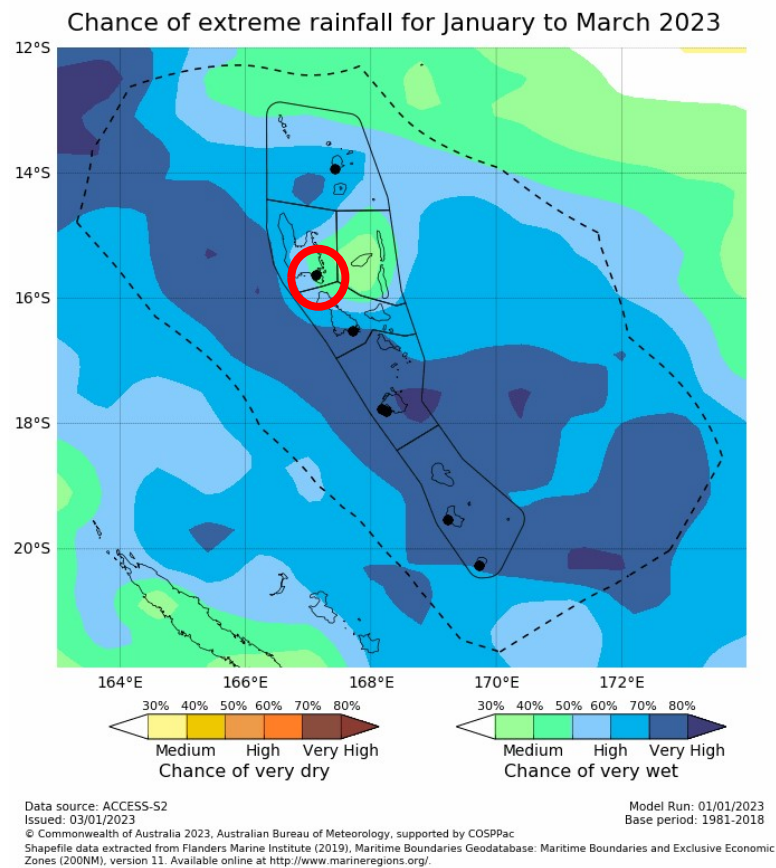 Chance of extreme rainfall for January to March 2023
12°S
14°S
16°S
18°S
20°S
164°E 166°E 168°E 170°E 172°E
30% 40% 50% 60% 70% 80% 30% 40% 50% 60% 70% 80%
Medium High Very High Medium High Very High
Chance of very dry Chance of very wet
Data source: ACCESS-S2 Model Run: 01/01/2023
Issued: 03/01/2023 Base period: 1981-2018
© Commonwealth of Australia 2023, Australian Bureau of Meteorology, supported by COSPPac
Shapefile data extracted from Flanders Marine Institute (2019), Maritime Boundaries Geodatabase: Maritime Boundaries and Exclusive Economic
Zones (200NM), version 11. Available online at http://www.marineregions.org/.